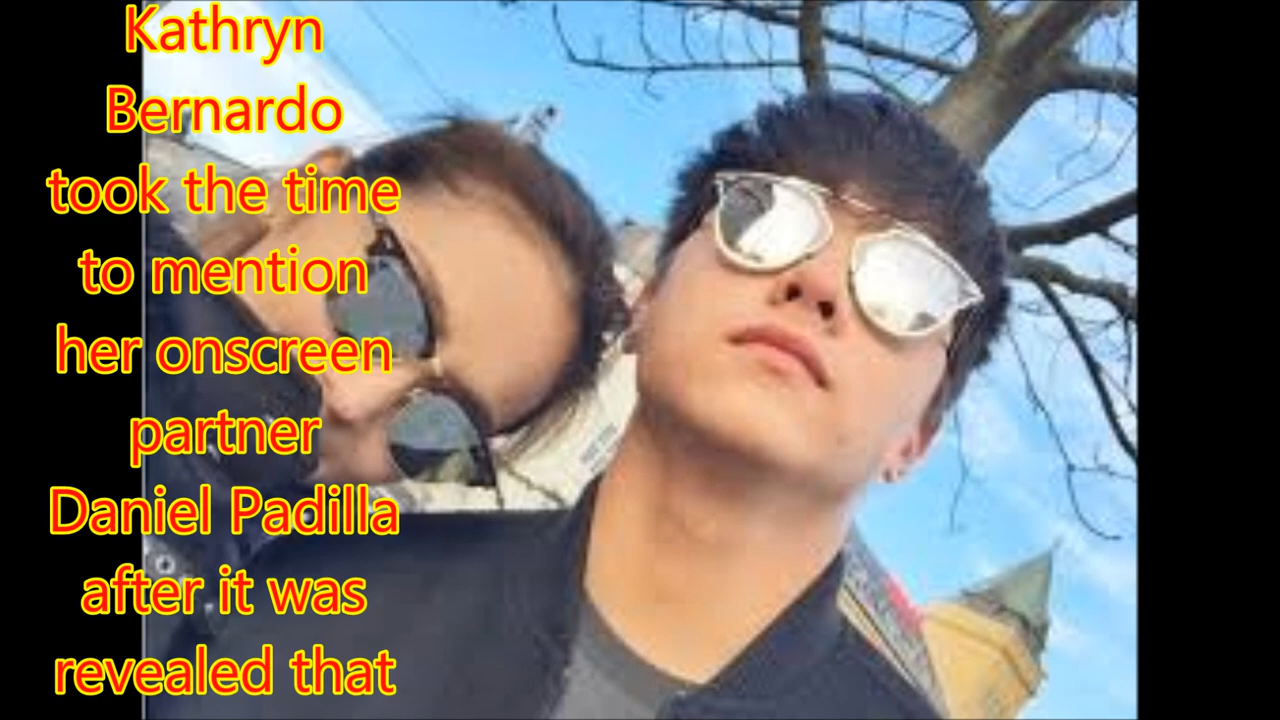 Kathryn
Bernardo
took the time
to mention
her onscreen
partner
Daniel Padilla
after it was
revealed that